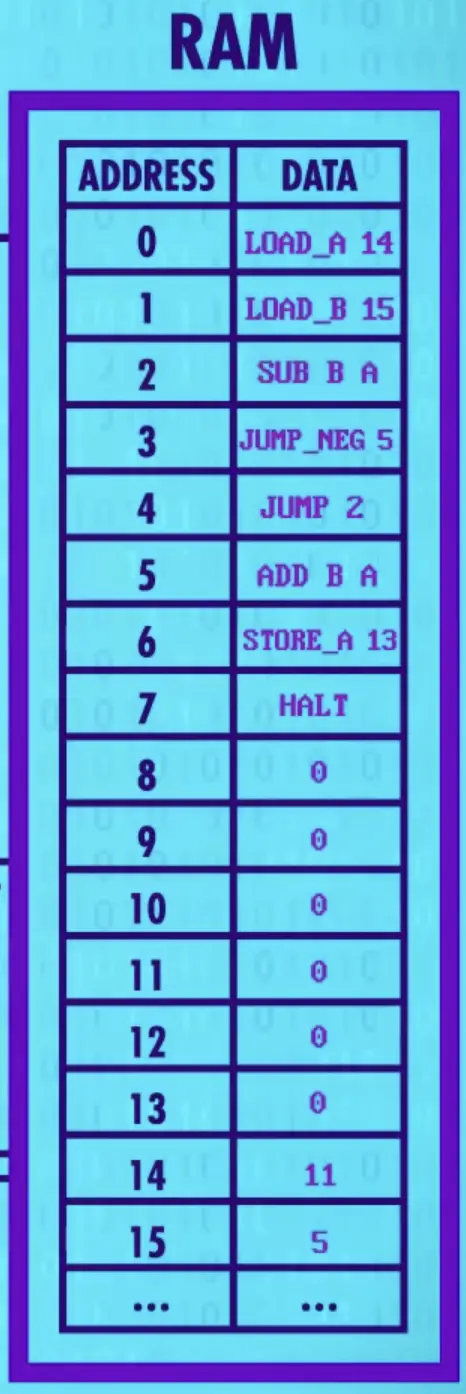 RAM
ADDRESS DATA
0 LOAD_A 14
1 LOAD_B 15
2 SUB B A
3 JUMP_NEG 5
4 JUMP 2
5 ADD B A
6 STORE_A 13
7 HALT
8 0
9 0
10 0
11 0
12 0
13 0
14 11
15 5
... ...